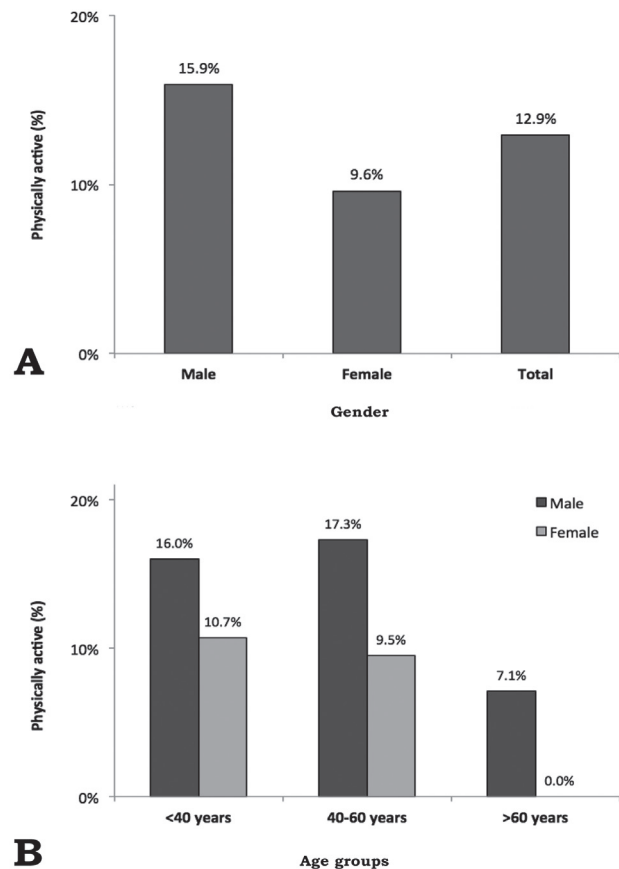 20%
15.9%
12.9%
Physically active (%)
9.6%
10%
0%
A
Male Female Total
Gender
20%
Male
Female
17.3%
16.0%
10.7%
9.5%
Physically active (%)
10%
7.1%
0.0%
0%
<40 years 40-60 years >60 years
B
Age groups